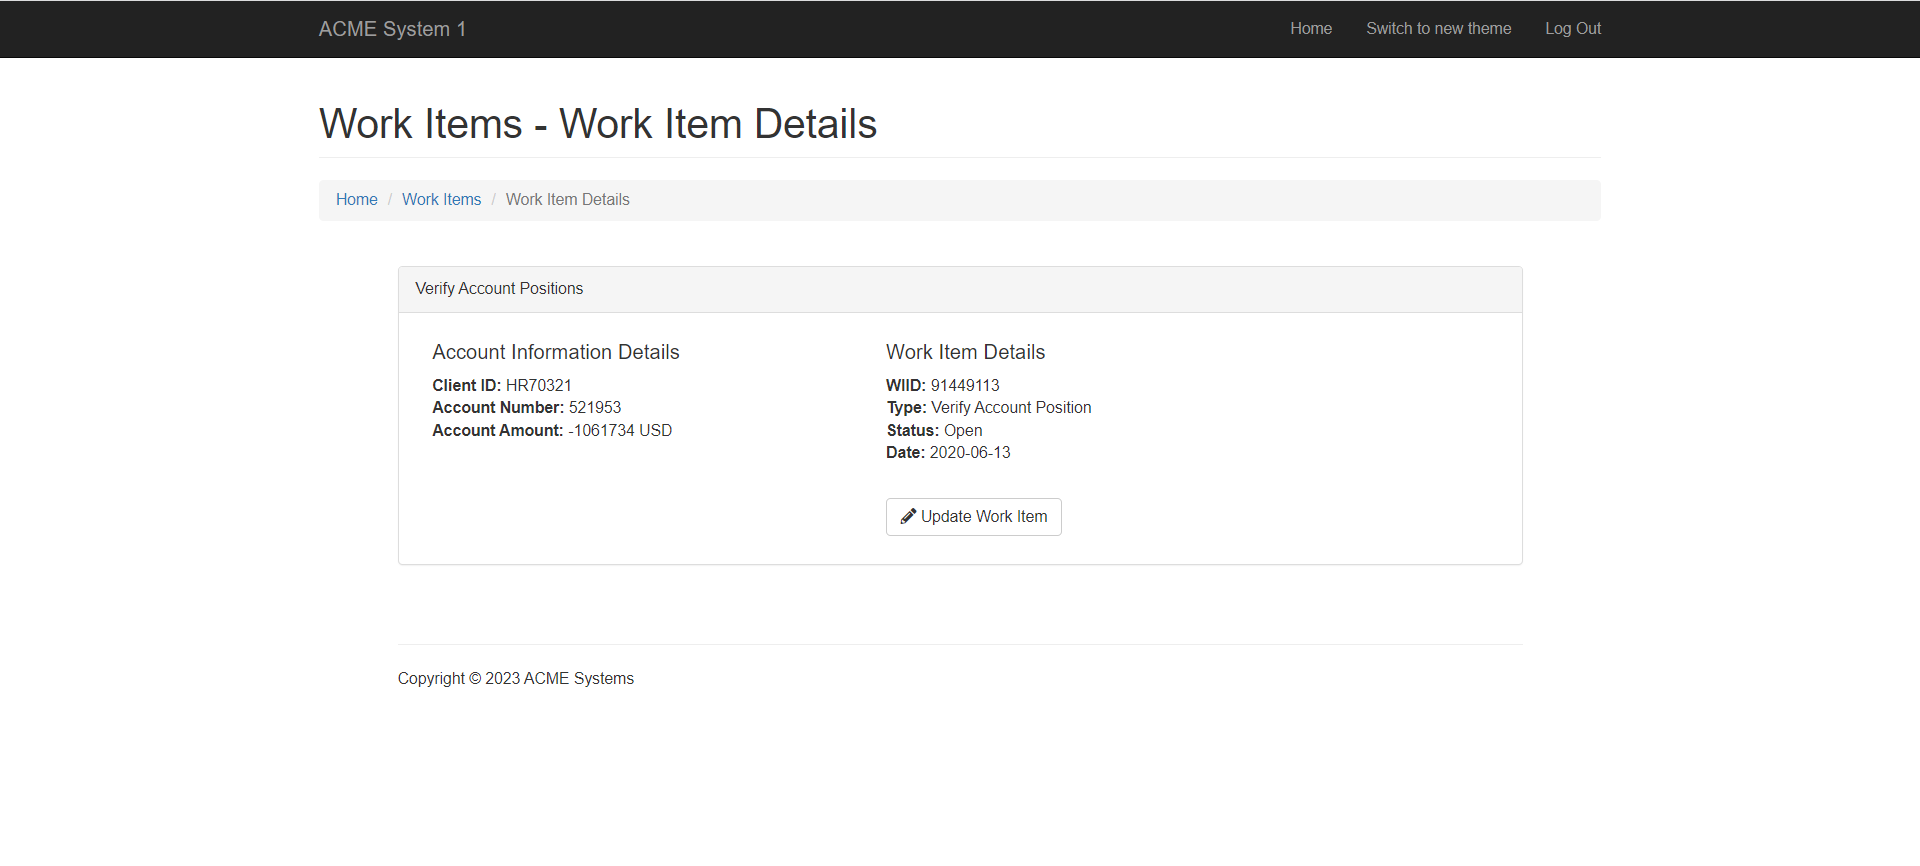 ACME System 1
Home
Switch to new theme
Log Out
Work Items - Work Item Details
Home / Work Items / Work Item Details
Verify Account Positions
Account Information Details
Client ID: HR70321
Account Number: 521953
Account Amount: -1061734 USD
Work Item Details
WIID: 91449113
Type: Verify Account Position
Status: Open
Date: 2020-06-13
Update Work Item
Copyright © 2023 ACME Systems